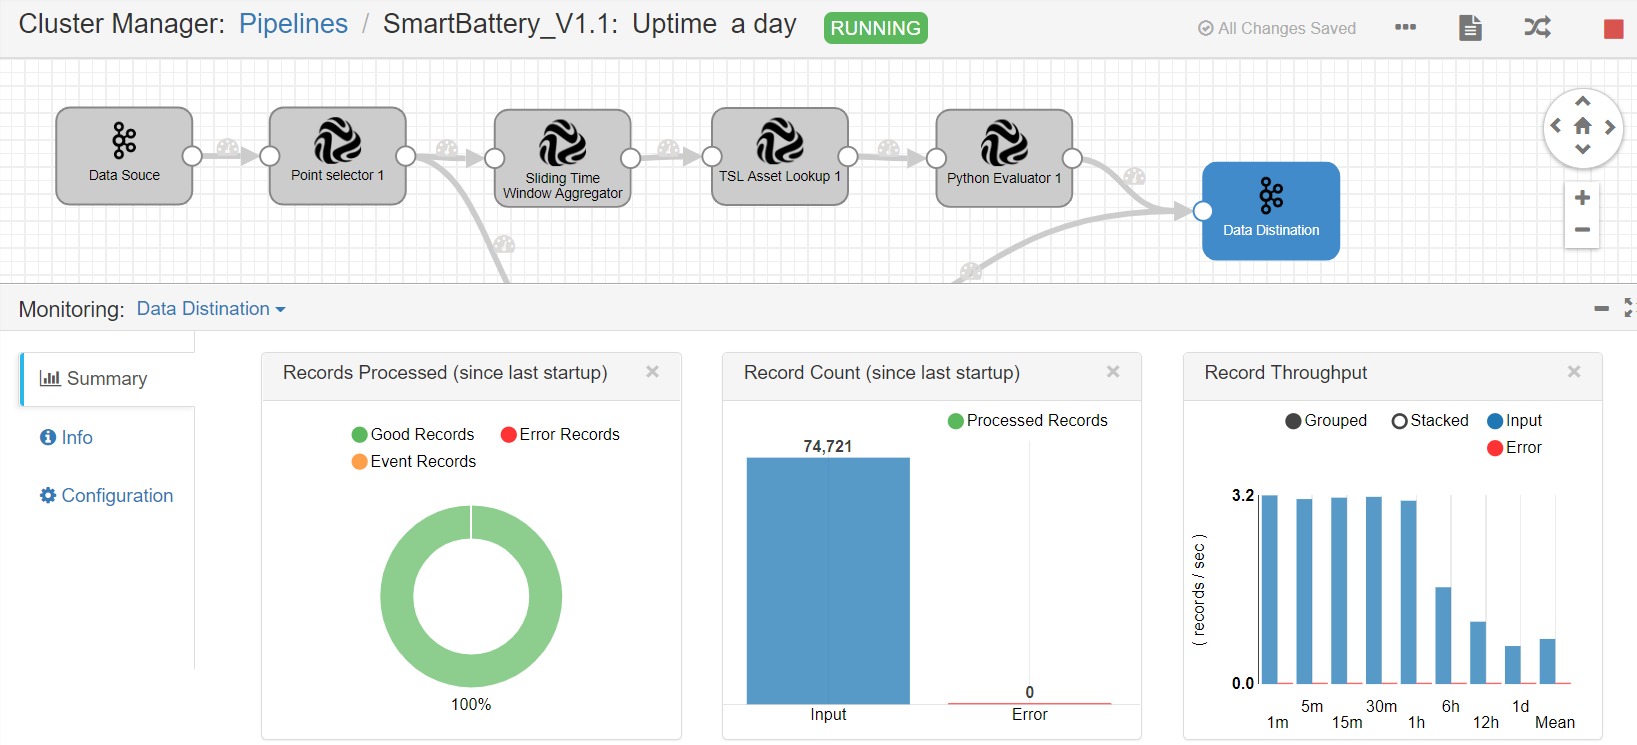 Cluster Manager: Pipelines / SmartBattery_V1.1: Uptime a day RUNNING All Changes Saved
Data Souce
Point selector 1
Sliding Time
Window Aggregator
TSL Asset Lookup 1
Python Evaluator 1
Data Distination
Monitoring: Data Distination
Summary
Info
Configuration
Records Processed (since last startup)
Good Records Error Records
Event Records
100%
Record Count (since last startup)
Processed Records
74,721
0
Input Error
Record Throughput
Grouped Stacked Input
Error
3.2
( records / sec )
0.0
5m 30m 6h 1d
1m 15m 1h 12h Mean